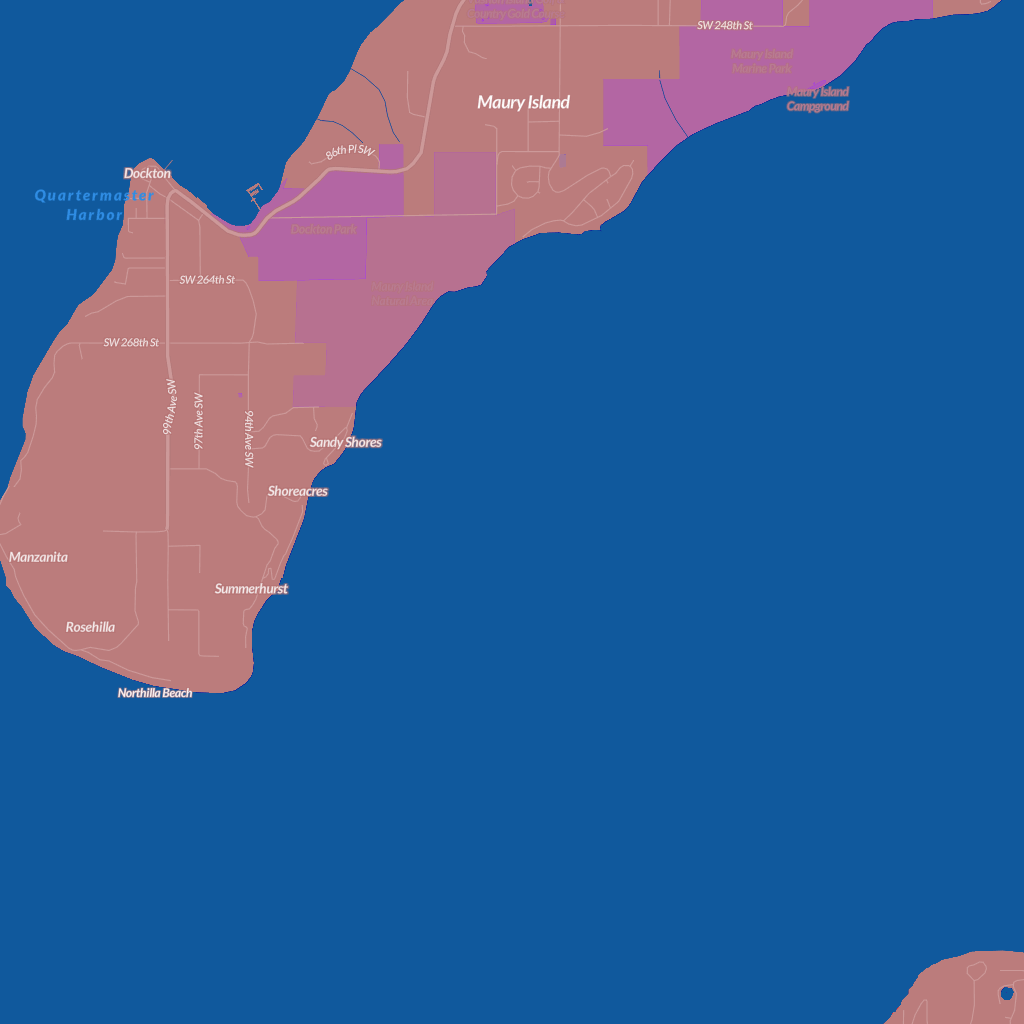 SW 248th St
Maury Island
Marine Park
Maury Island
Campground
Maury Island
86th Pl SW
Dockton
Quartermaster
Harbor
Dockton Park
SW 264th St
Maury Island
Natural Area
SW 268th St
99th Ave SW
97th Ave SW
94th Ave SW
Sandy Shores
Shoreacres
Manzanita
Summerhurst
Rosehilla
Northilla Beach